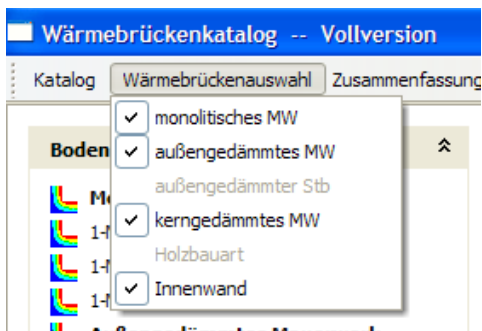 Wärmebrückenkatalog -- Vollversion
Katalog Wärmebrückenauswahl Zusammenfassung
monolitisches MW
Boden
außengedämmtes MW
außengedämmter Stb
kerngedämmtes MW
Holzbauart
Innenwand